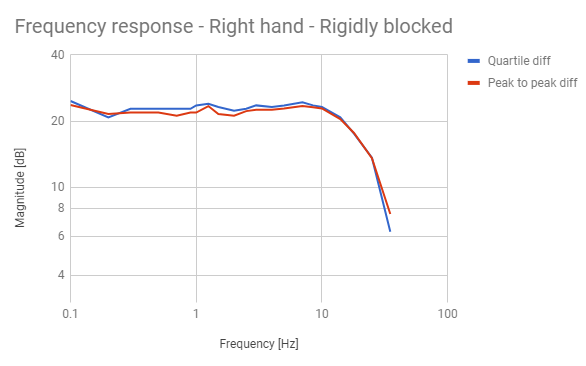 Frequency response - Right hand - Rigidly blocked
Quartile diff
Peak to peak diff
Magnitude [dB]
40
20
10
8
6
4
0.1 1 10 100
Frequency [Hz]